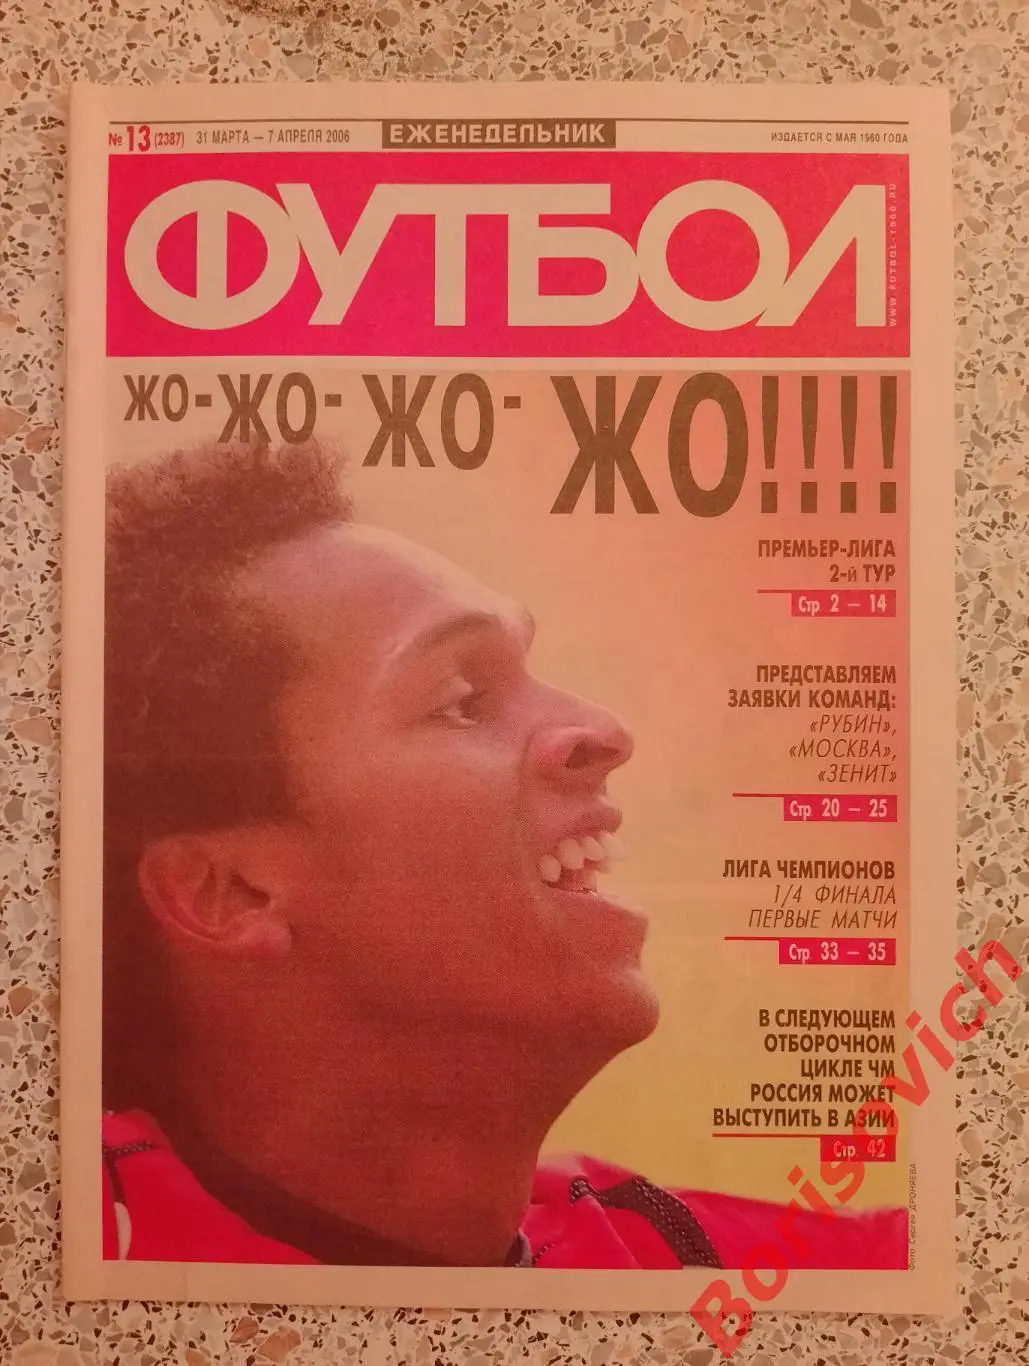 № 13 (2387) 31 МАРТА — 7 АПРЕЛЯ 2006 ЕЖЕНЕДЕЛЬНИК ИЗДАЕТСЯ С МАЯ 1960 ГОДА
ФУТБОЛ
WWW.FUTBOL-1960.RU
ЖО-ЖО-ЖО-ЖО!!!!
ПРЕМЬЕР-ЛИГА
2-й ТУР
Стр. 2 — 14
ПРЕДСТАВЛЯЕМ
ЗАЯВКИ КОМАНД:
«РУБИН»,
«МОСКВА»,
«ЗЕНИТ»
Стр. 20 — 25
ЛИГА ЧЕМПИОНОВ
1/4 ФИНАЛА
ПЕРВЫЕ МАТЧИ
Стр. 33 — 35
В СЛЕДУЮЩЕМ
ОТБОРОЧНОМ
ЦИКЛЕ ЧМ
РОССИЯ МОЖЕТ
ВЫСТУПИТЬ В АЗИИ
Стр. 42
Фото Сергея ДРОНЯЕВА
Borisovich